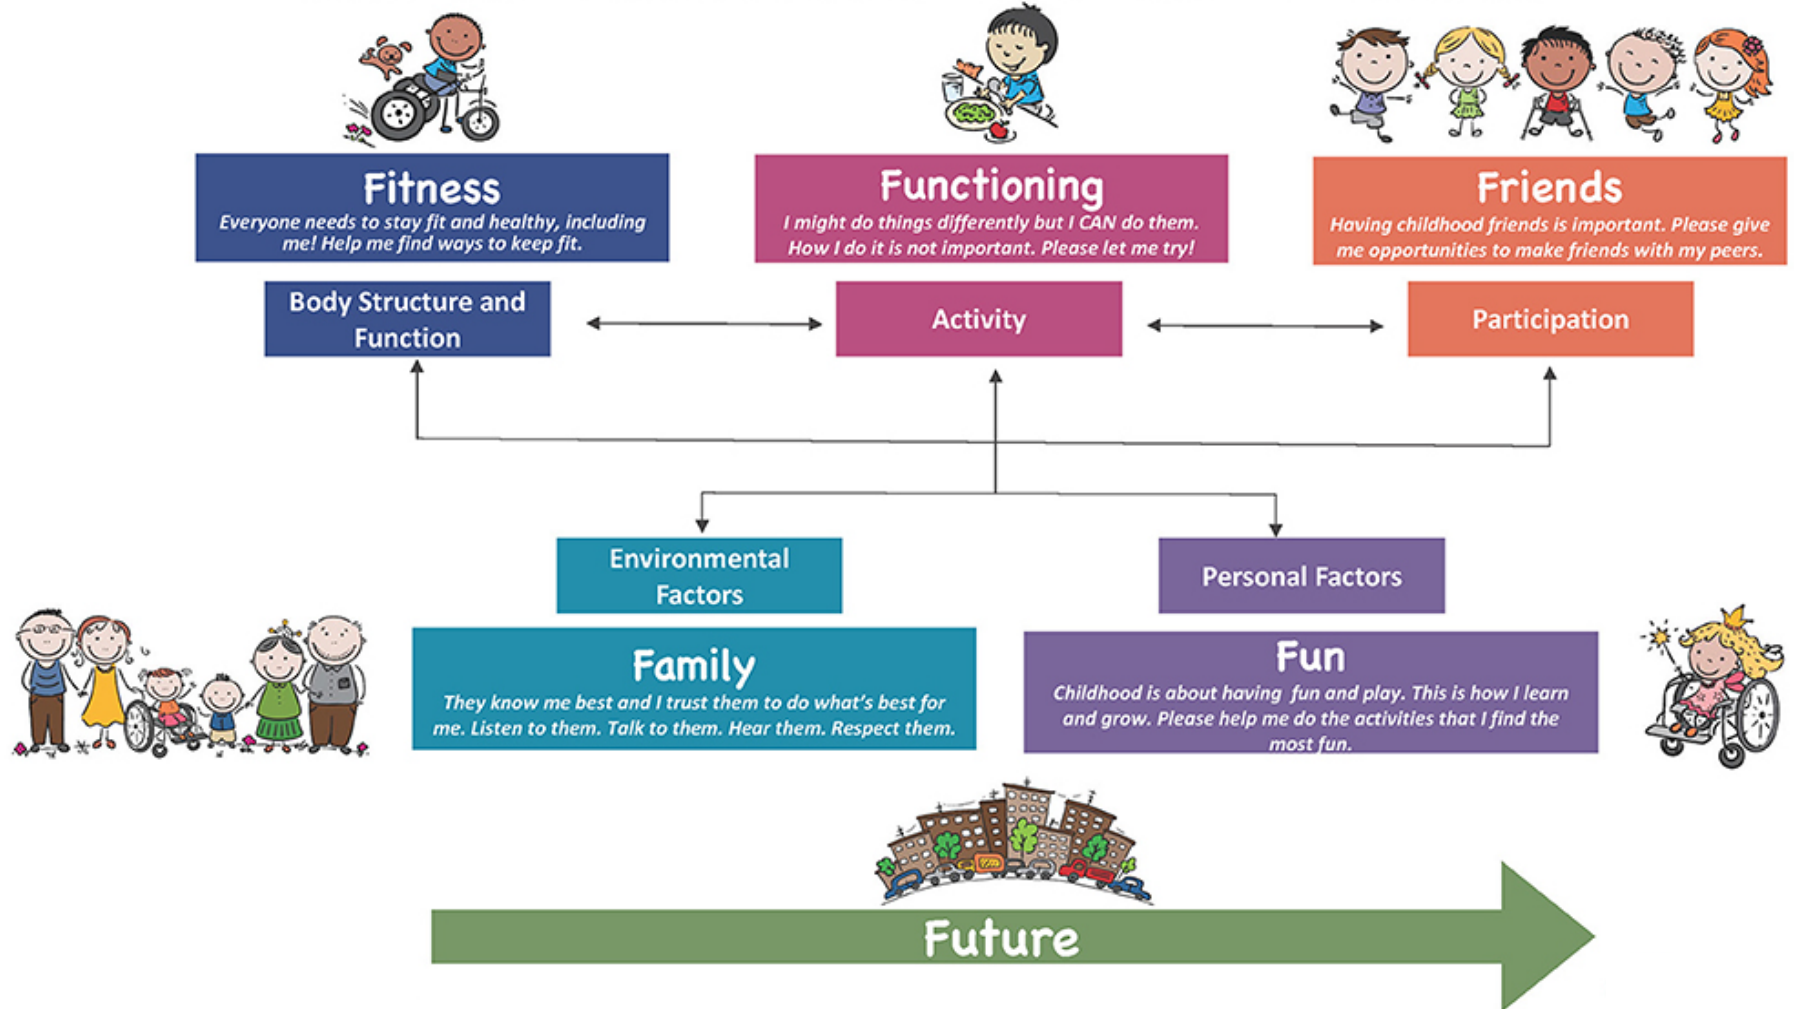 Fitness
Everyone needs to stay fit and healthy, including
me! Help me find ways to keep fit.
Functioning
I might do things differently but I CAN do them.
How I do it is not important. Please let me try!
Friends
Having childhood friends is important. Please give
me opportunities to make friends with my peers.
Body Structure and
Function
Activity
Participation
Environmental
Factors
Personal Factors
Family
They know me best and I trust them to do what's best for
me. Listen to them. Talk to them. Hear them. Respect them.
Fun
Childhood is about having fun and play. This is how I learn
and grow. Please help me do the activities that I find the
most fun.
Future